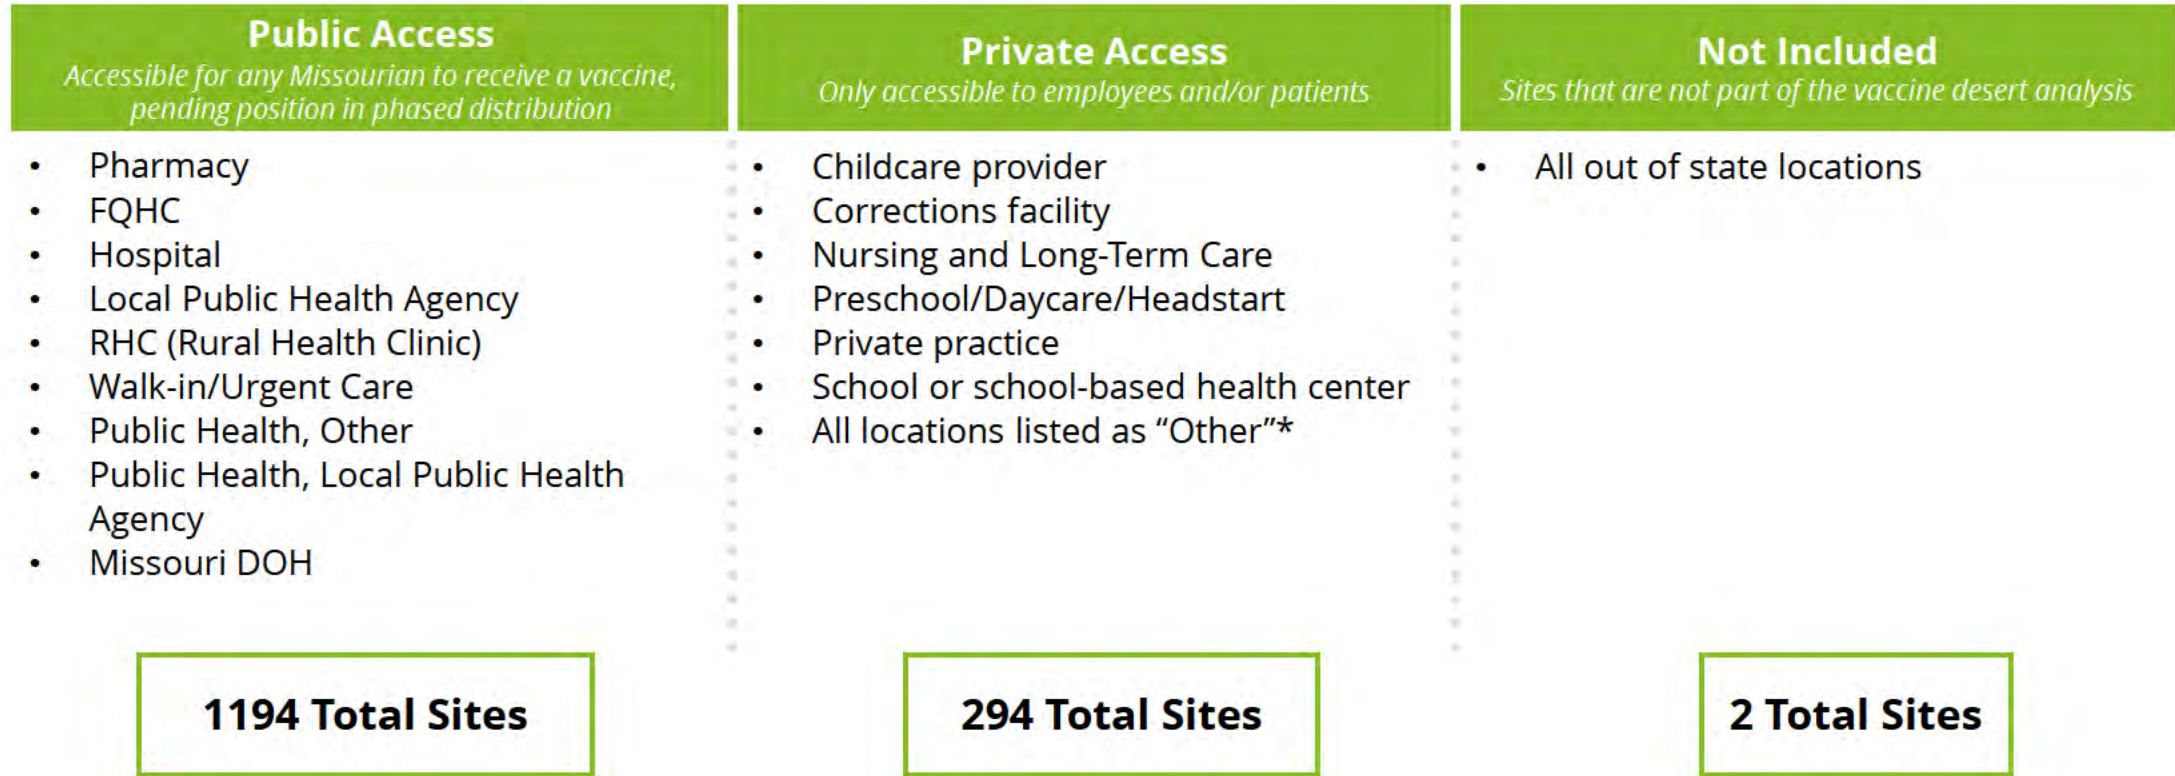 Public Access
Accessible for any Missourian to receive a vaccine,
pending position in phased distribution
• Pharmacy
• FQHC
• Hospital
• Local Public Health Agency
• RHC (Rural Health Clinic)
• Walk-in/Urgent Care
• Public Health, Other
• Public Health, Local Public Health
Agency
• Missouri DOH
1194 Total Sites
Private Access
Only accessible to employees and/or patients
• Childcare provider
• Corrections facility
• Nursing and Long-Term Care
• Preschool/Daycare/Headstart
• Private practice
• School or school-based health center
• All locations listed as “Other”*
294 Total Sites
Not Included
Sites that are not part of the vaccine desert analysis
• All out of state locations
2 Total Sites